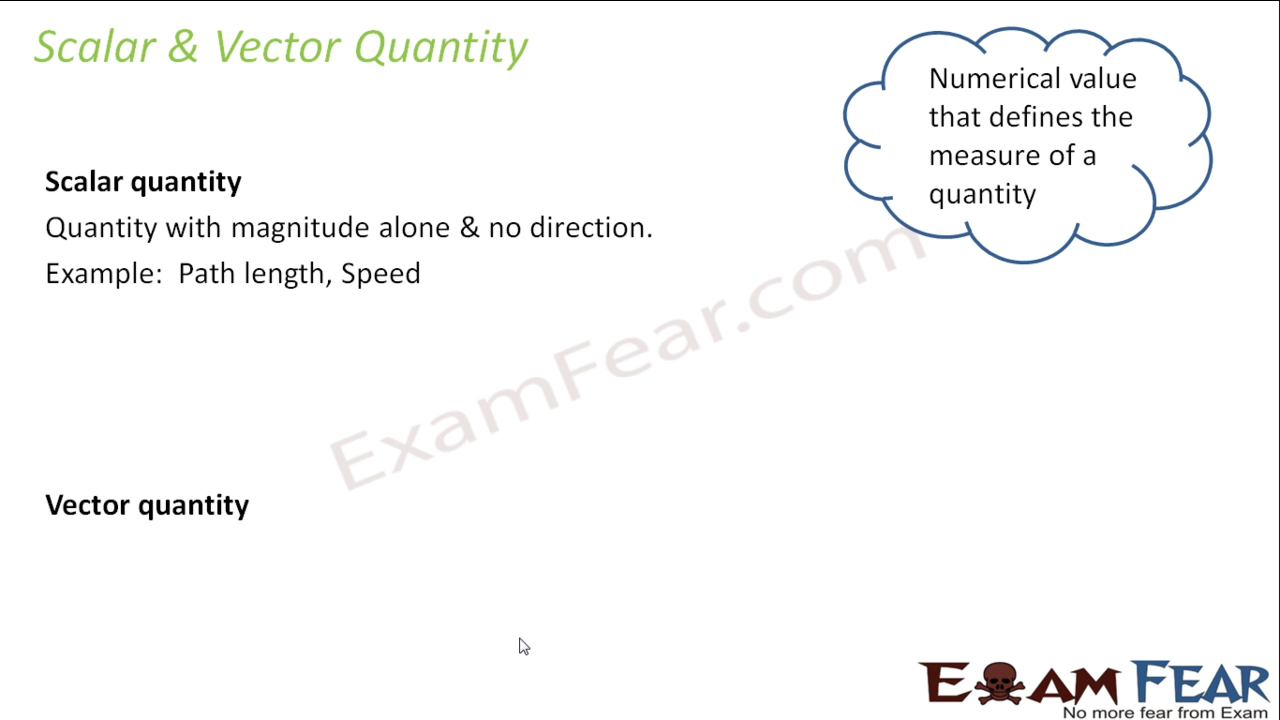 Scalar & Vector Quantity
Numerical value
that defines the
measure of a
quantity
Scalar quantity
Quantity with magnitude alone & no direction.
Example: Path length, Speed
ExamFear.com
Vector quantity
EXAM FEAR
No more fear from Exam